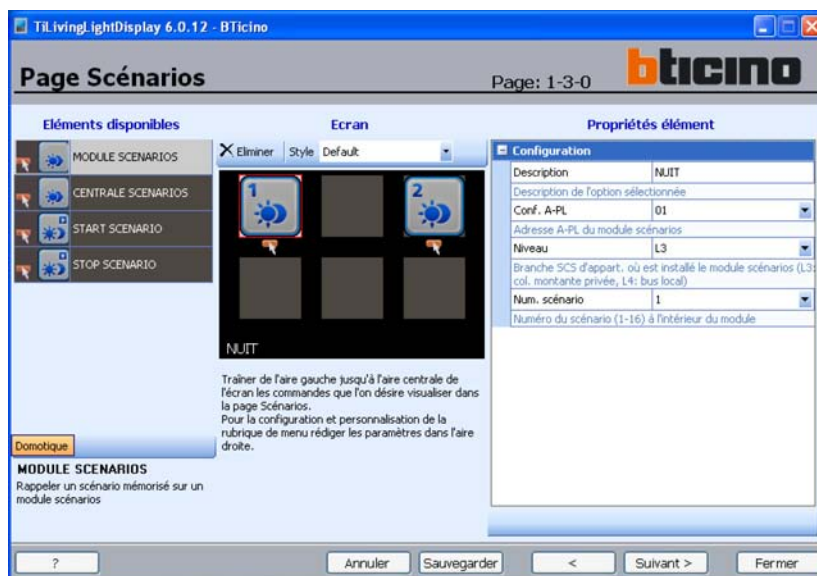 TiLivingLightDisplay 6.0.12 - BTicino
Page Scénarios
Page: 1-3-0
bticino
Eléments disponibles
MODULE SCENARIOS
CENTRALE SCENARIOS
START SCENARIO
STOP SCENARIO
Domotique
MODULE SCENARIOS
Rappeler un scénario mémorisé sur un
module scénarios
Ecran
Eliminer
Style
Default
1
2
NUIT
Traîner de l'aire gauche jusqu'à l'aire centrale de
l'écran les commandes que l'on désire visualiser dans
la page Scénarios.
Pour la configuration et personnalisation de la
rubrique de menu rédiger les paramètres dans l'aire
droite.
Propriétés élément
Configuration
Description NUIT
Description de l'option sélectionnée
Conf. A-PL 01
Adresse A-PL du module scénarios
Niveau L3
Branche SCS d'appart. où est installé le module scénarios (L3:
col. montante privée, L4: bus local)
Num. scénario 1
Numéro du scénario (1-16) à l'intérieur du module
?
Annuler
Sauvegarder
<
Suivant >
Fermer